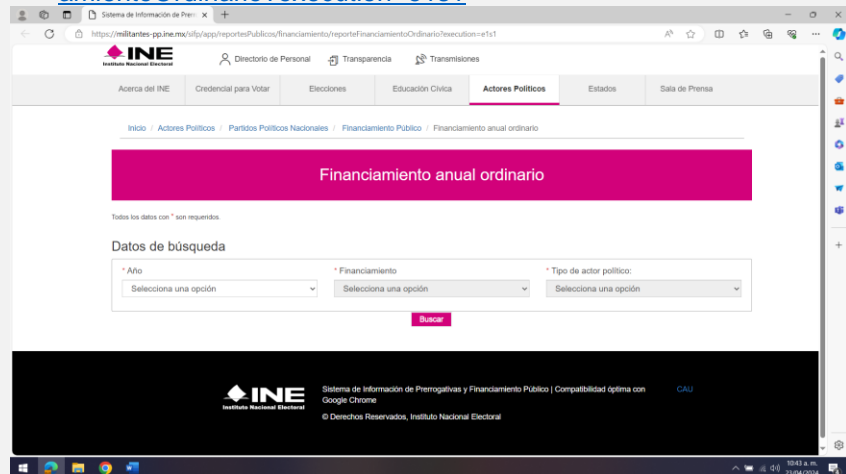 Sistema de Información de Prerr
https://militantes-pp.ine.mx/sifp/app/reportesPublicos/financiamiento/reporteFinanciamientoOrdinario?execution=e1s1
INE
Instituto Nacional Electoral
Directorio de Personal
Transparencia
Transmisiones
Acerca del INE
Credencial para Votar
Elecciones
Educación Cívica
Actores Políticos
Estados
Sala de Prensa
Inicio / Actores Políticos / Partidos Políticos Nacionales / Financiamiento Público / Financiamiento anual ordinario
Financiamiento anual ordinario
Todos los datos con * son requeridos.
Datos de búsqueda
* Año
* Financiamiento
* Tipo de actor político:
Selecciona una opción
Selecciona una opción
Selecciona una opción
Buscar
INE
Instituto Nacional Electoral
Sistema de Información de Prerrogativas y Financiamiento Público | Compatibilidad óptima con
Google Chrome
CAU
© Derechos Reservados, Instituto Nacional Electoral
10:43 a. m.
23/04/2024